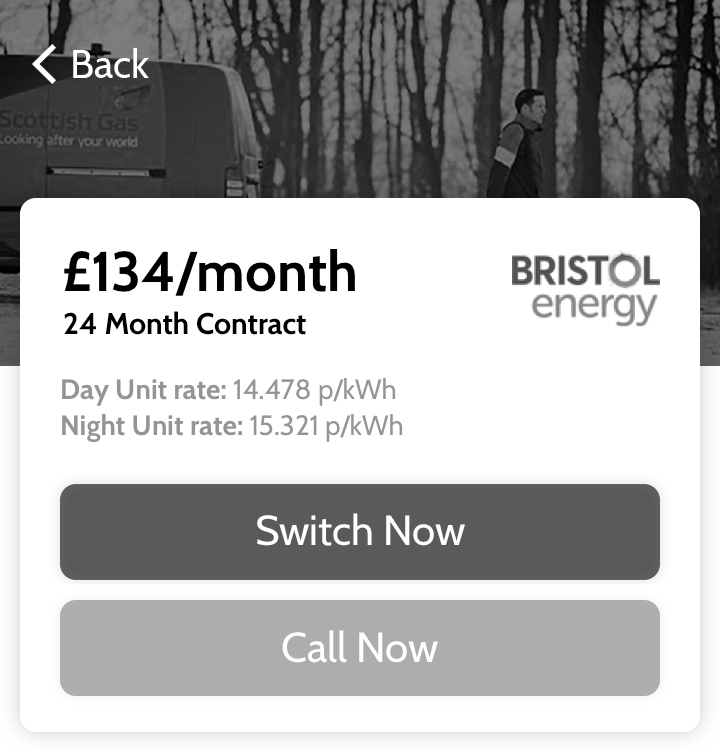 Back
Scottish Gas
Looking after your world
£134/month
24 Month Contract
BRISTOL
energy
Day Unit rate: 14.478 p/kWh
Night Unit rate: 15.321 p/kWh
Switch Now
Call Now